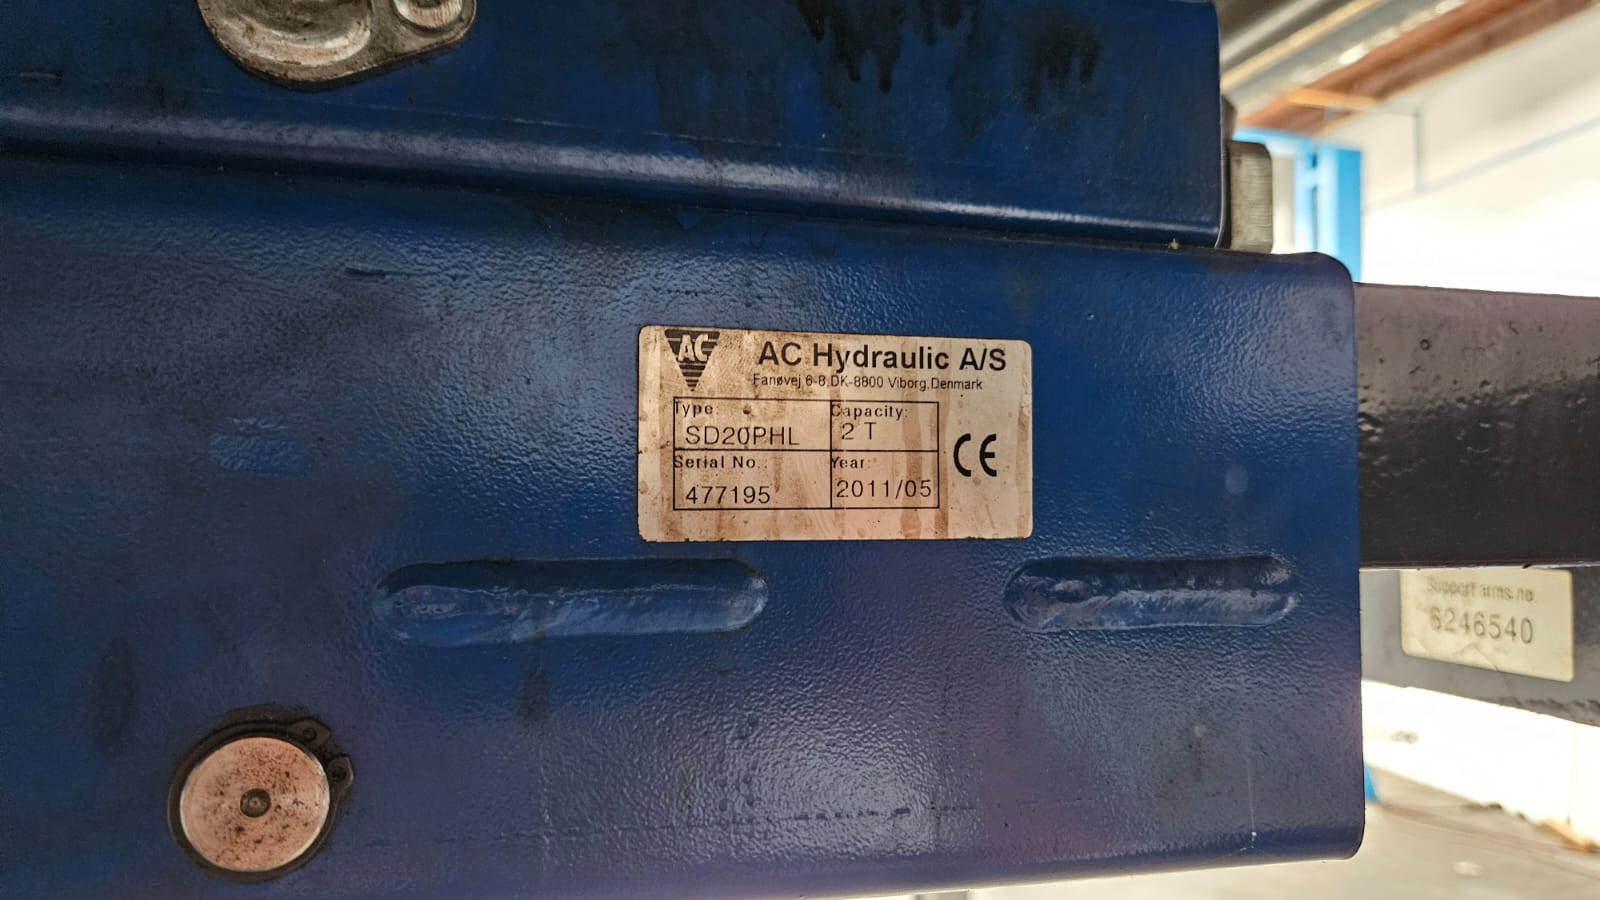 AC
AC Hydraulic A/S
Fanøvej 6-8,DK-8800 Viborg,Denmark
Type: Capacity:
SD20PHL 2 T
Serial No.: Year:
477195 2011/05
CE
Support arms.no.
6246540